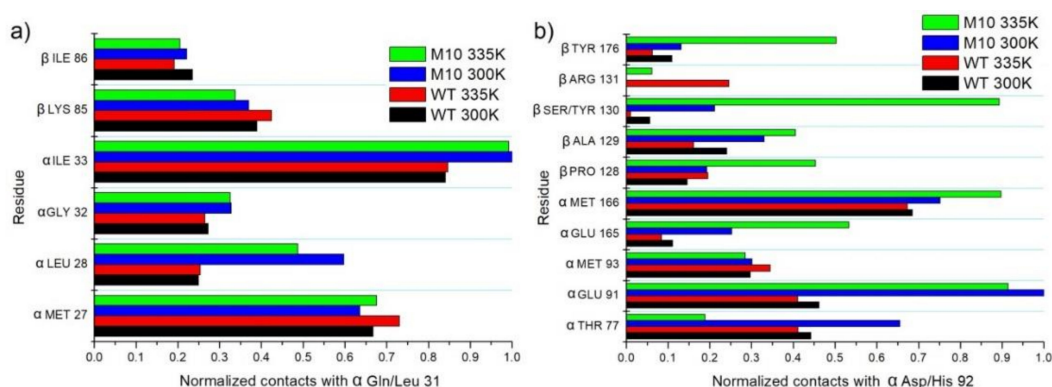 a)
Residue
β ILE 86
β LYS 85
α ILE 33
αGLY 32
α LEU 28
α MET 27
M10 335K
M10 300K
WT 335K
WT 300K
0.0 0.1 0.2 0.3 0.4 0.5 0.6 0.7 0.8 0.9 1.0
Normalized contacts with α Gln/Leu 31
b)
Residue
β TYR 176
β ARG 131
β SER/TYR 130
β ALA 129
β PRO 128
α MET 166
α GLU 165
α MET 93
α GLU 91
α THR 77
M10 335K
M10 300K
WT 335K
WT 300K
0.0 0.1 0.2 0.3 0.4 0.5 0.6 0.7 0.8 0.9 1.0
Normalized contacts with α Asp/His 92